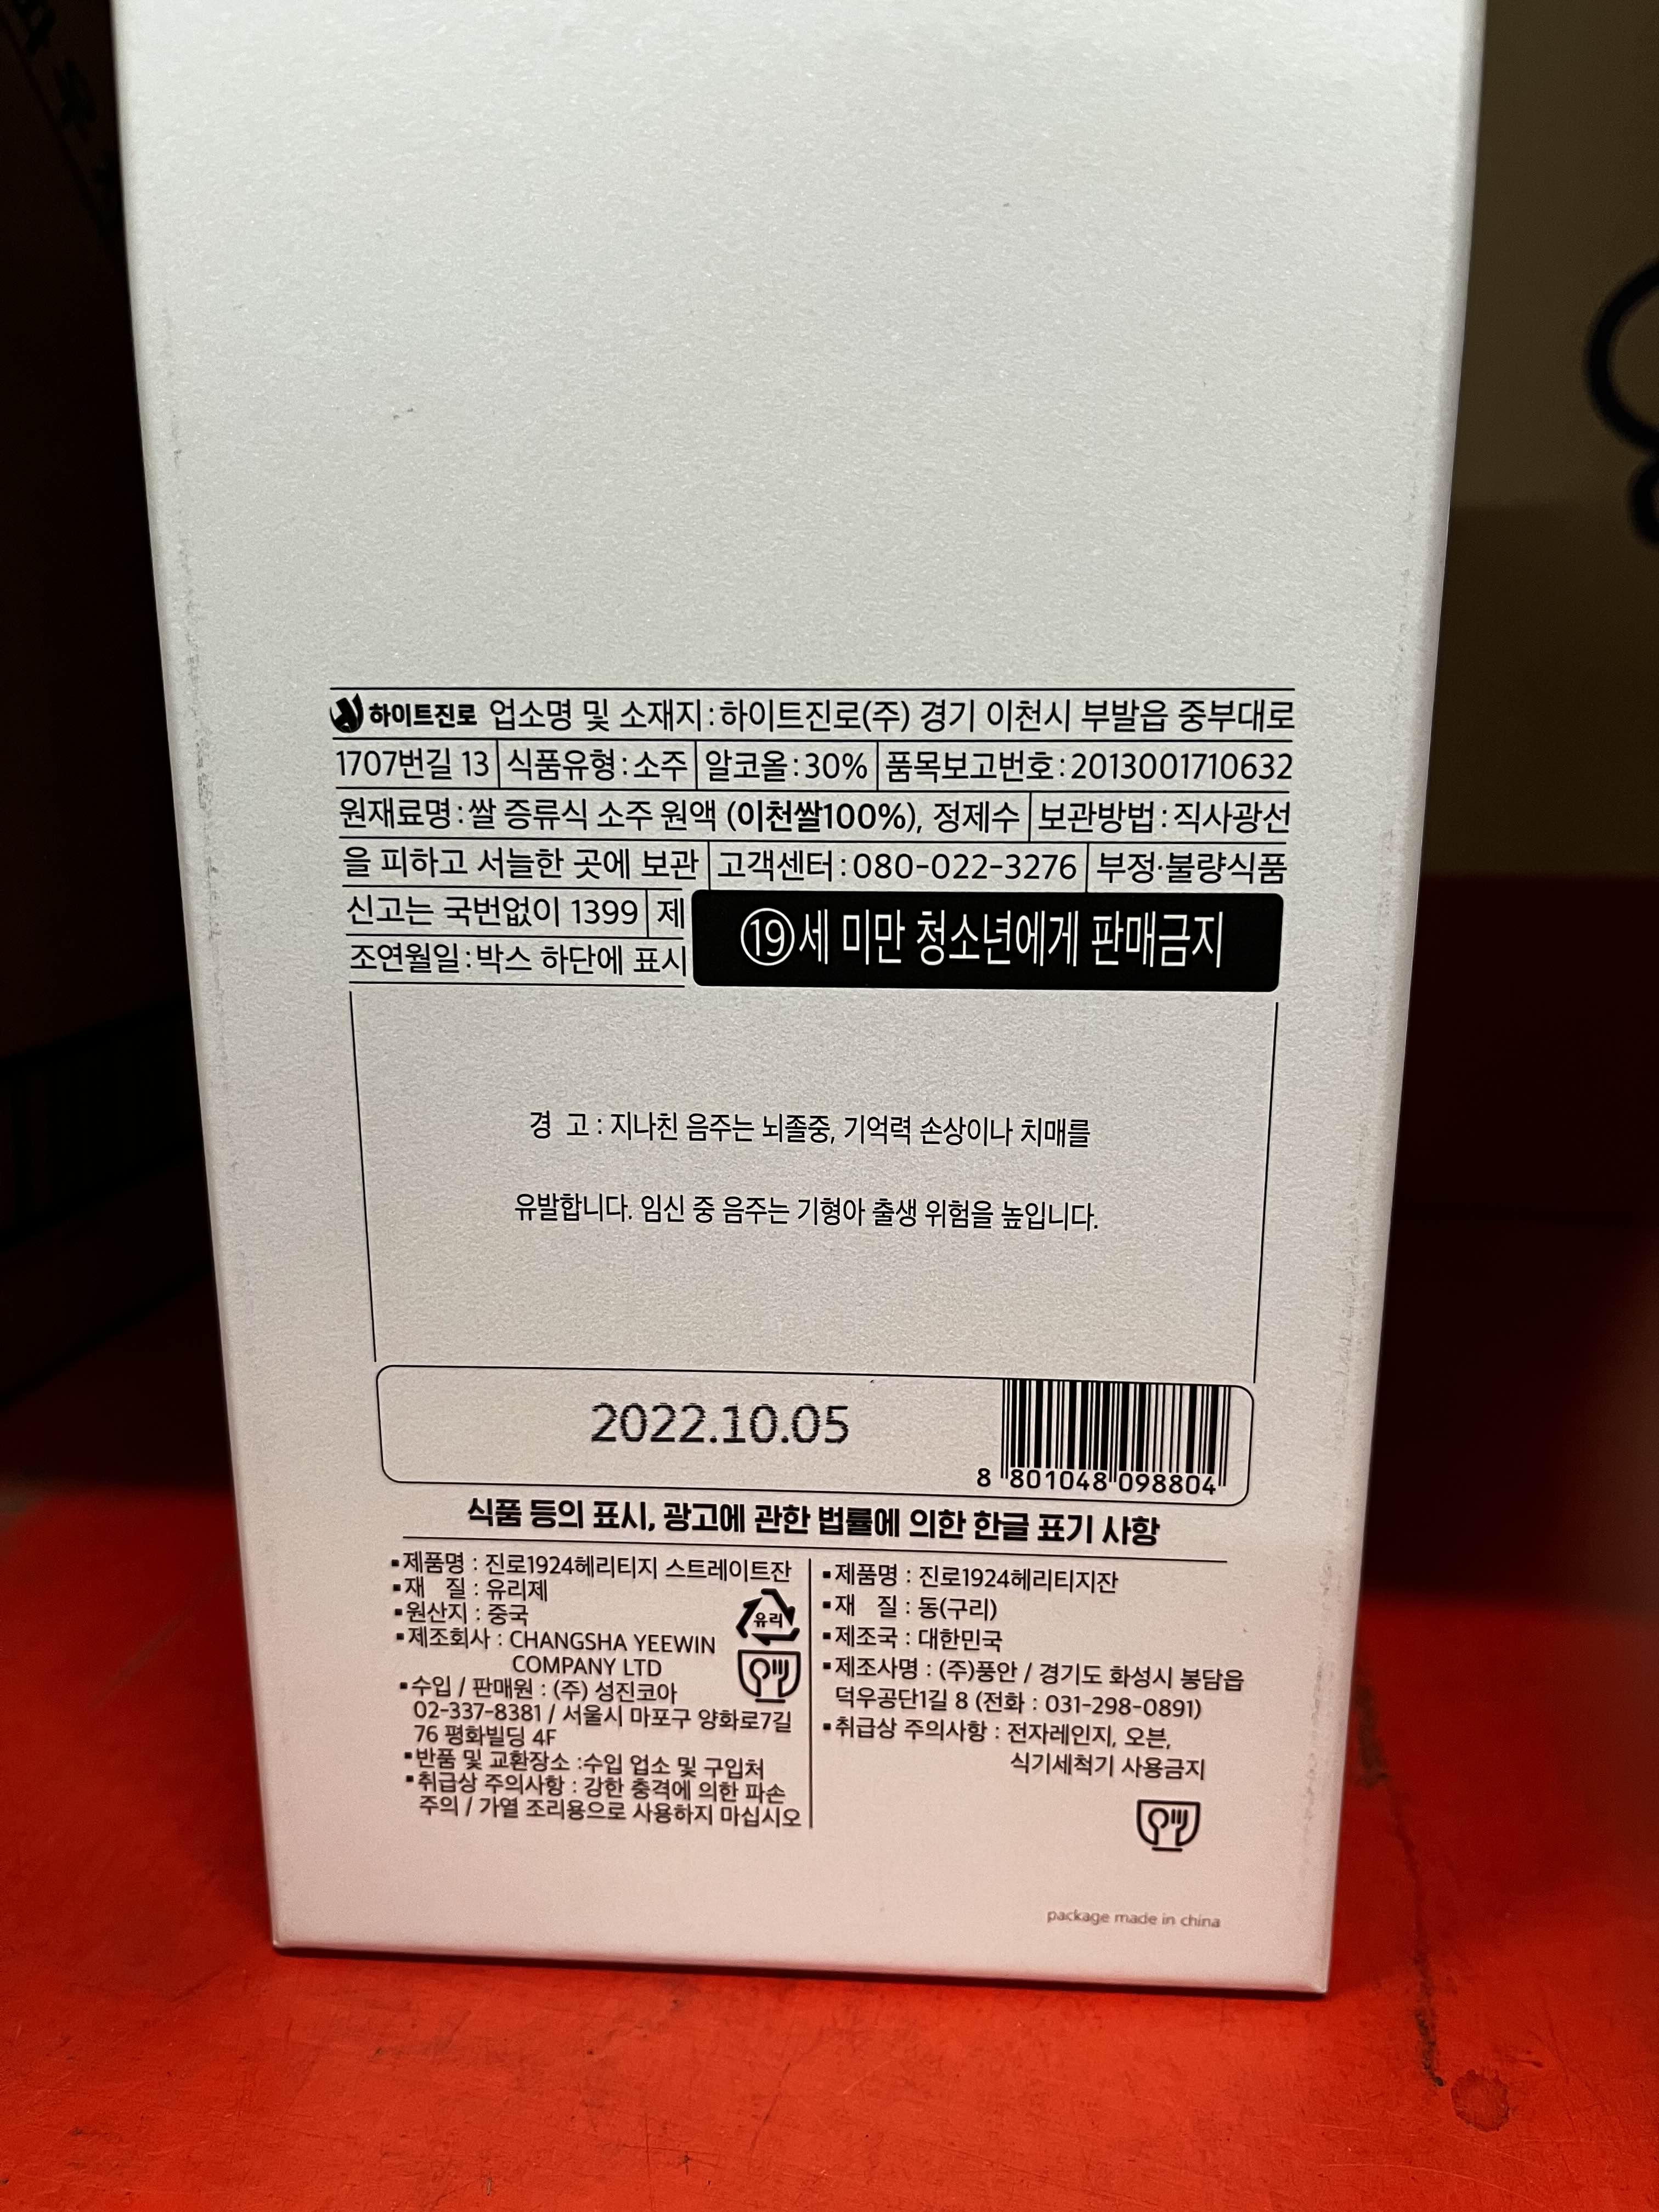 하이트진로 업소명 및 소재지:하이트진로(주) 경기 이천시 부발읍 중부대로
1707번길 13 식품유형:소주 알코올:30% 품목보고번호:2013001710632
원재료명:쌀 증류식 소주 원액 (이천쌀100%), 정제수 보관방법:직사광선
을 피하고 서늘한 곳에 보관 고객센터:080-022-3276 부정·불량식품
신고는 국번없이 1399 제
조연월일:박스 하단에 표시
⑲세 미만 청소년에게 판매금지
경 고 : 지나친 음주는 뇌졸중, 기억력 손상이나 치매를
유발합니다. 임신 중 음주는 기형아 출생 위험을 높입니다.
2022.10.05
8 801048 098804
식품 등의 표시, 광고에 관한 법률에 의한 한글 표기 사항
▪제품명 : 진로1924헤리티지 스트레이트잔
▪재 질 : 유리제
▪원산지 : 중국
▪제조회사 : CHANGSHA YEEWIN
COMPANY LTD
▪수입 / 판매원 : (주) 성진코아
02-337-8381 / 서울시 마포구 양화로7길
76 평화빌딩 4F
▪반품 및 교환장소 :수입 업소 및 구입처
▪취급상 주의사항 : 강한 충격에 의한 파손
주의 / 가열 조리용으로 사용하지 마십시오
유리
▪제품명 : 진로1924헤리티지잔
▪재 질 : 동(구리)
▪제조국 : 대한민국
▪제조사명 : (주)풍안 / 경기도 화성시 봉담읍
덕우공단1길 8 (전화 : 031-298-0891)
▪취급상 주의사항 : 전자레인지, 오븐,
식기세척기 사용금지
package made in china